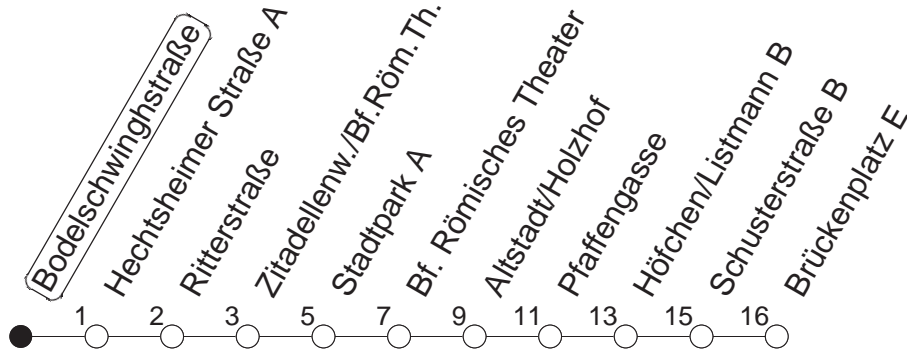 Bodelschwinghstraße
Hechtsheimer Straße A
Ritterstraße
Zitadellenw./Bf.Röm.Th.
Stadtpark A
Bf. Römisches Theater
Altstadt/Holzhof
Pfaffengasse
Höfchen/Listmann B
Schusterstraße B
Brückenplatz E
1 2 3 5 7 9 11 13 15 16